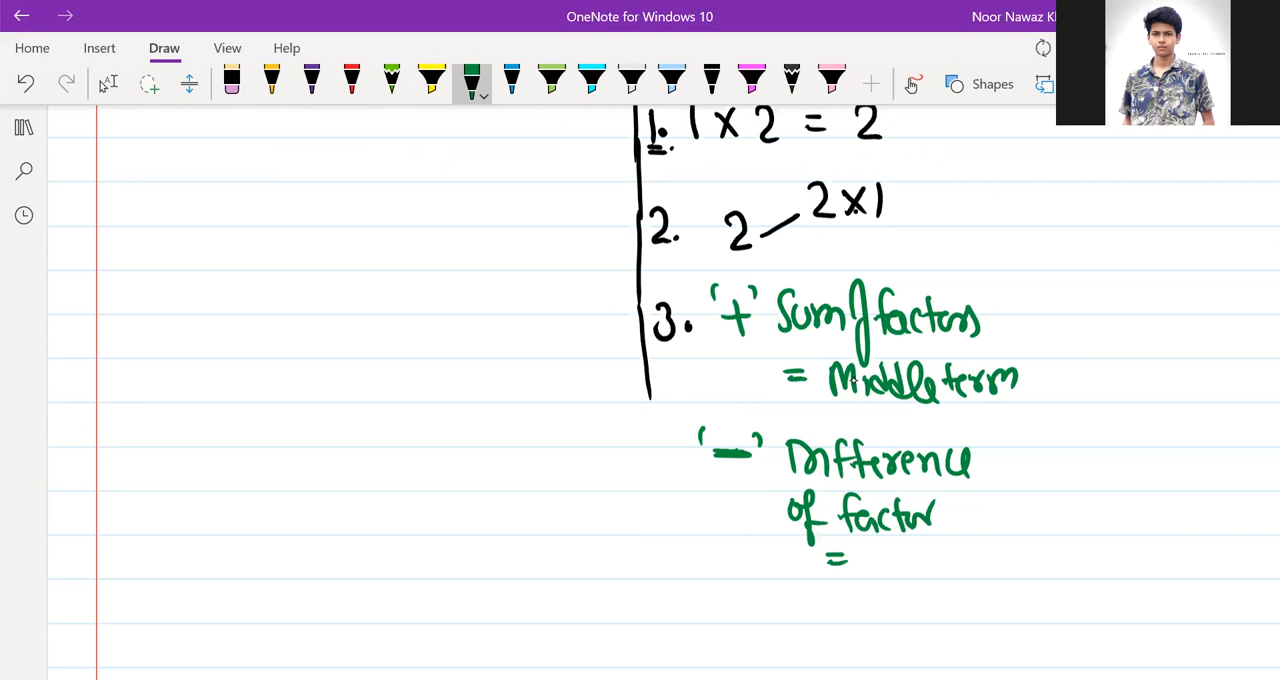 OneNote for Windows 10
Noor Nawaz Kh
Home Insert Draw View Help
Shapes
1. 1 x 2 = 2
2. 2 2x1
3. '+' Sum of factors
= Middle term
'-' Difference
of factor
=